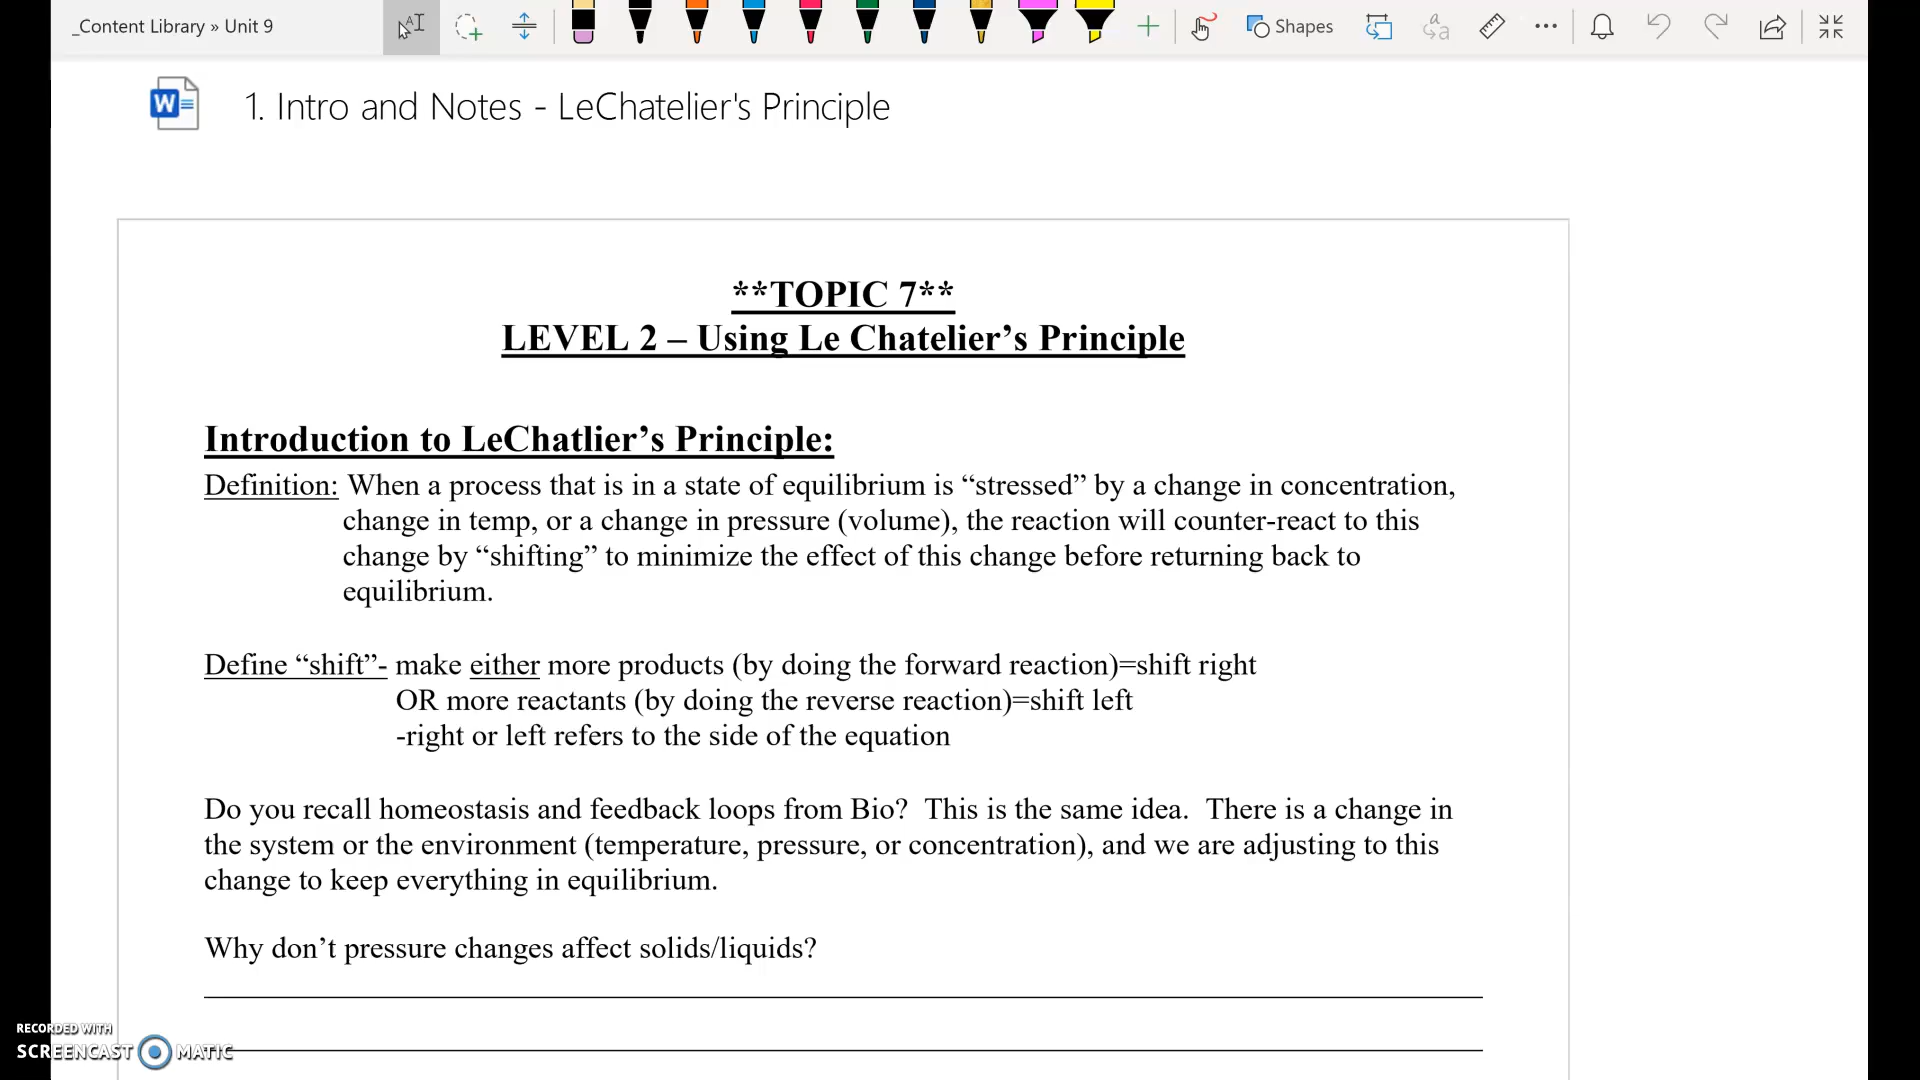 _Content Library » Unit 9
Shapes
W
1. Intro and Notes - LeChatelier's Principle
**TOPIC 7**
LEVEL 2 – Using Le Chatelier’s Principle
Introduction to LeChatlier’s Principle:
Definition: When a process that is in a state of equilibrium is “stressed” by a change in concentration,
change in temp, or a change in pressure (volume), the reaction will counter-react to this
change by “shifting” to minimize the effect of this change before returning back to
equilibrium.
Define “shift”- make either more products (by doing the forward reaction)=shift right
OR more reactants (by doing the reverse reaction)=shift left
-right or left refers to the side of the equation
Do you recall homeostasis and feedback loops from Bio?  This is the same idea.  There is a change in
the system or the environment (temperature, pressure, or concentration), and we are adjusting to this
change to keep everything in equilibrium.
Why don’t pressure changes affect solids/liquids?
RECORDED WITH
SCREENCAST MATIC